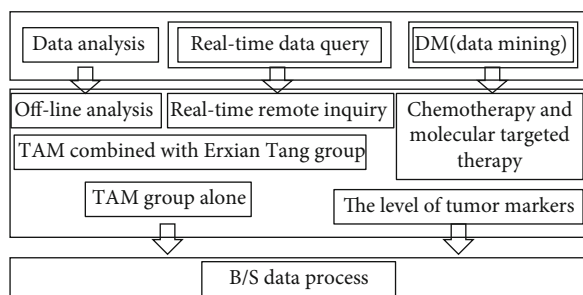 Data analysis
Real-time data query
DM(data mining)
Off-line analysis
Real-time remote inquiry
Chemotherapy and
molecular targeted
therapy
TAM combined with Erxian Tang group
TAM group alone
The level of tumor markers
B/S data process